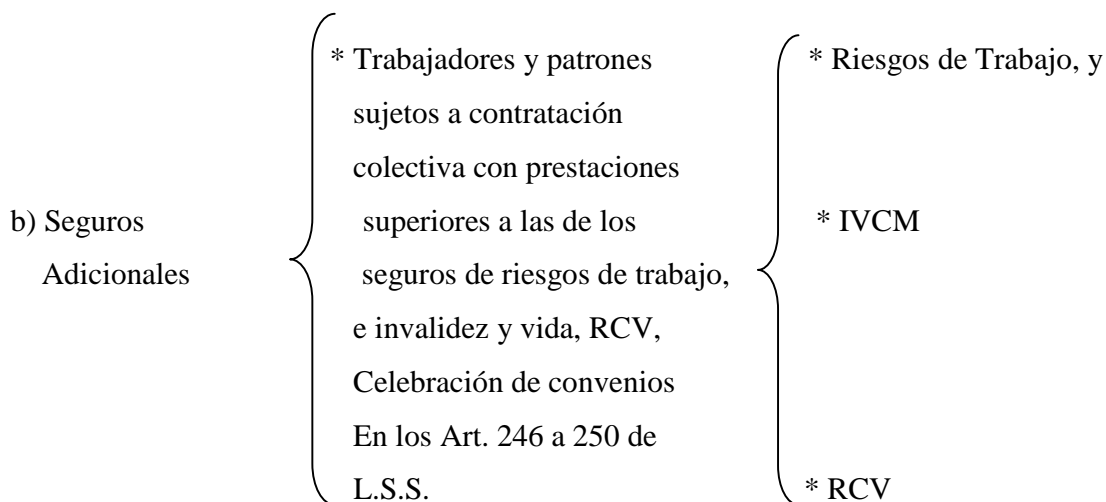 b) Seguros
Adicionales
* Trabajadores y patrones
sujetos a contratación
colectiva con prestaciones
superiores a las de los
seguros de riesgos de trabajo,
e invalidez y vida, RCV,
Celebración de convenios
En los Art. 246 a 250 de
L.S.S.
* Riesgos de Trabajo, y
* IVCM
* RCV